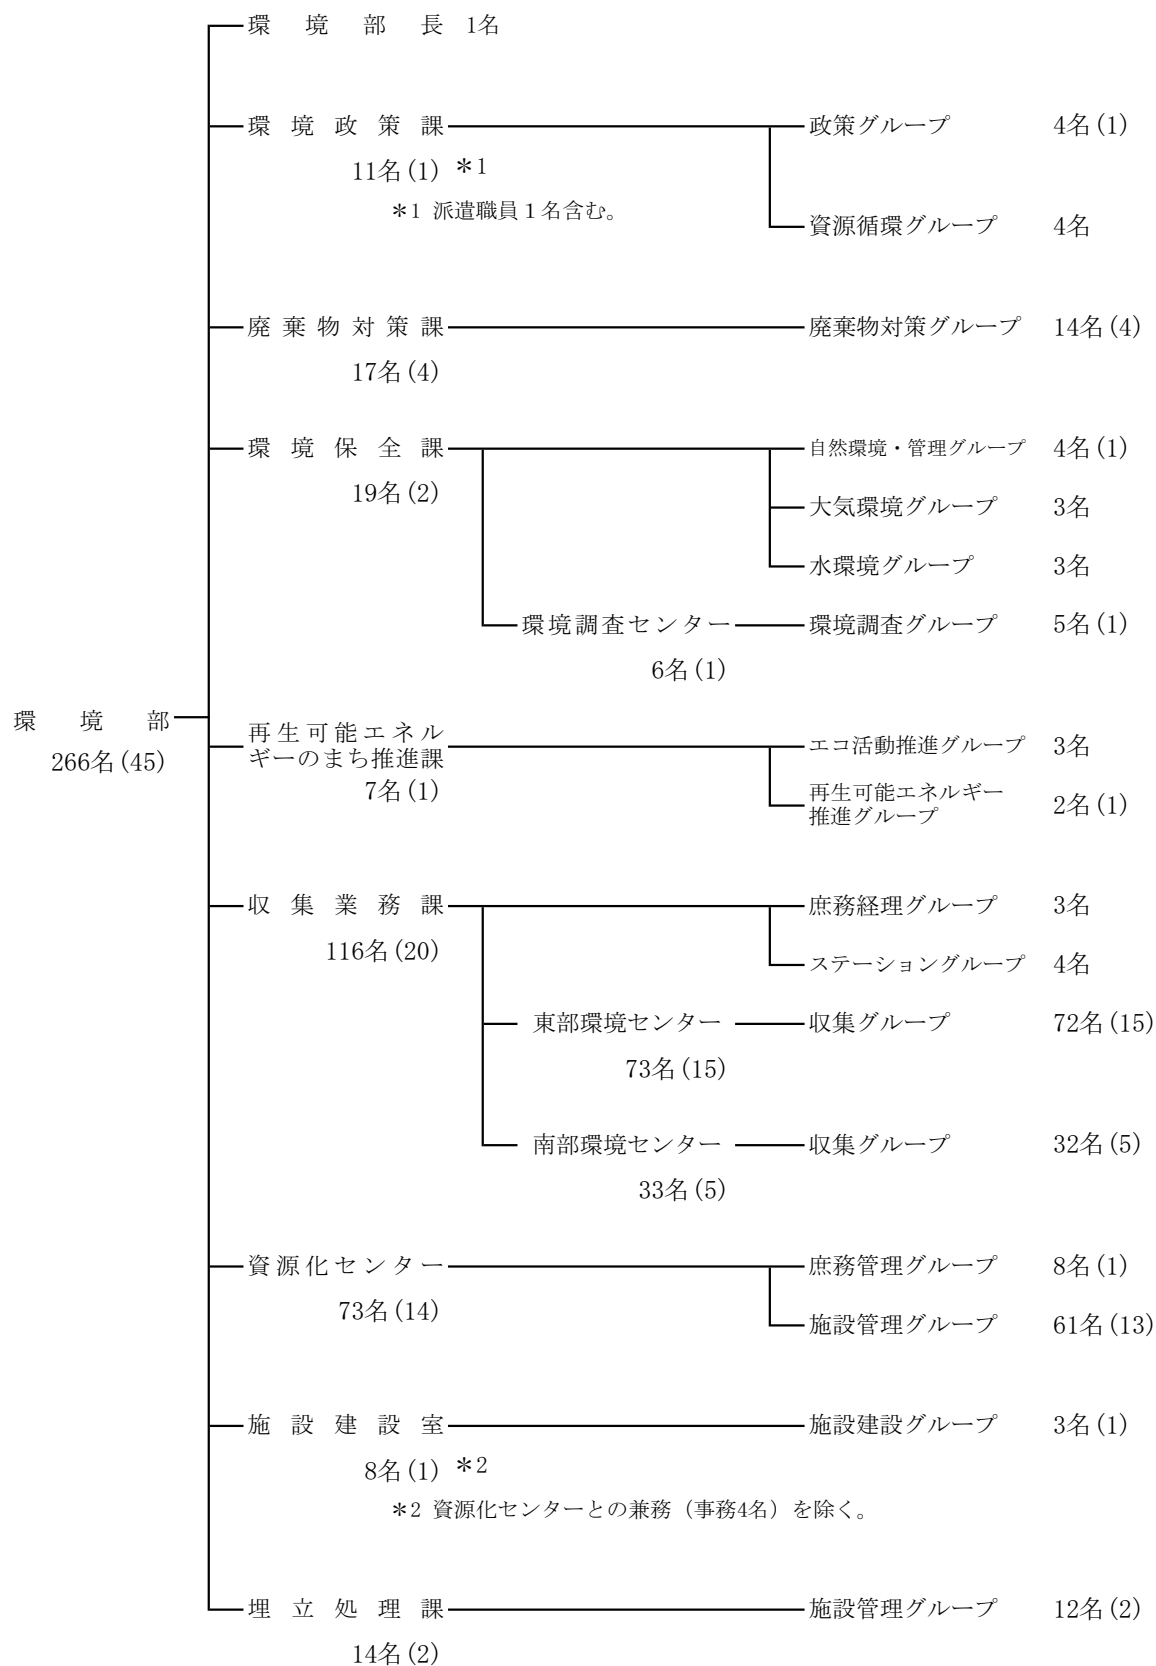 環境部長 1名
環境政策課 政策グループ 4名(1)
11名(1) *1
*1 派遣職員1名含む。
資源循環グループ 4名
廃棄物対策課 廃棄物対策グループ 14名(4)
17名(4)
環境保全課 自然環境・管理グループ 4名(1)
19名(2)
大気環境グループ 3名
水環境グループ 3名
環境調査センター 環境調査グループ 5名(1)
6名(1)
環境部
266名(45)
再生可能エネル
ギーのまち推進課
7名(1)
エコ活動推進グループ 3名
再生可能エネルギー
推進グループ 2名(1)
収集業務課 庶務経理グループ 3名
116名(20)
ステーショングループ 4名
東部環境センター 収集グループ 72名(15)
73名(15)
南部環境センター 収集グループ 32名(5)
33名(5)
資源化センター 庶務管理グループ 8名(1)
73名(14)
施設管理グループ 61名(13)
施設建設室 施設建設グループ 3名(1)
8名(1) *2
*2 資源化センターとの兼務(事務4名)を除く。
埋立処理課 施設管理グループ 12名(2)
14名(2)